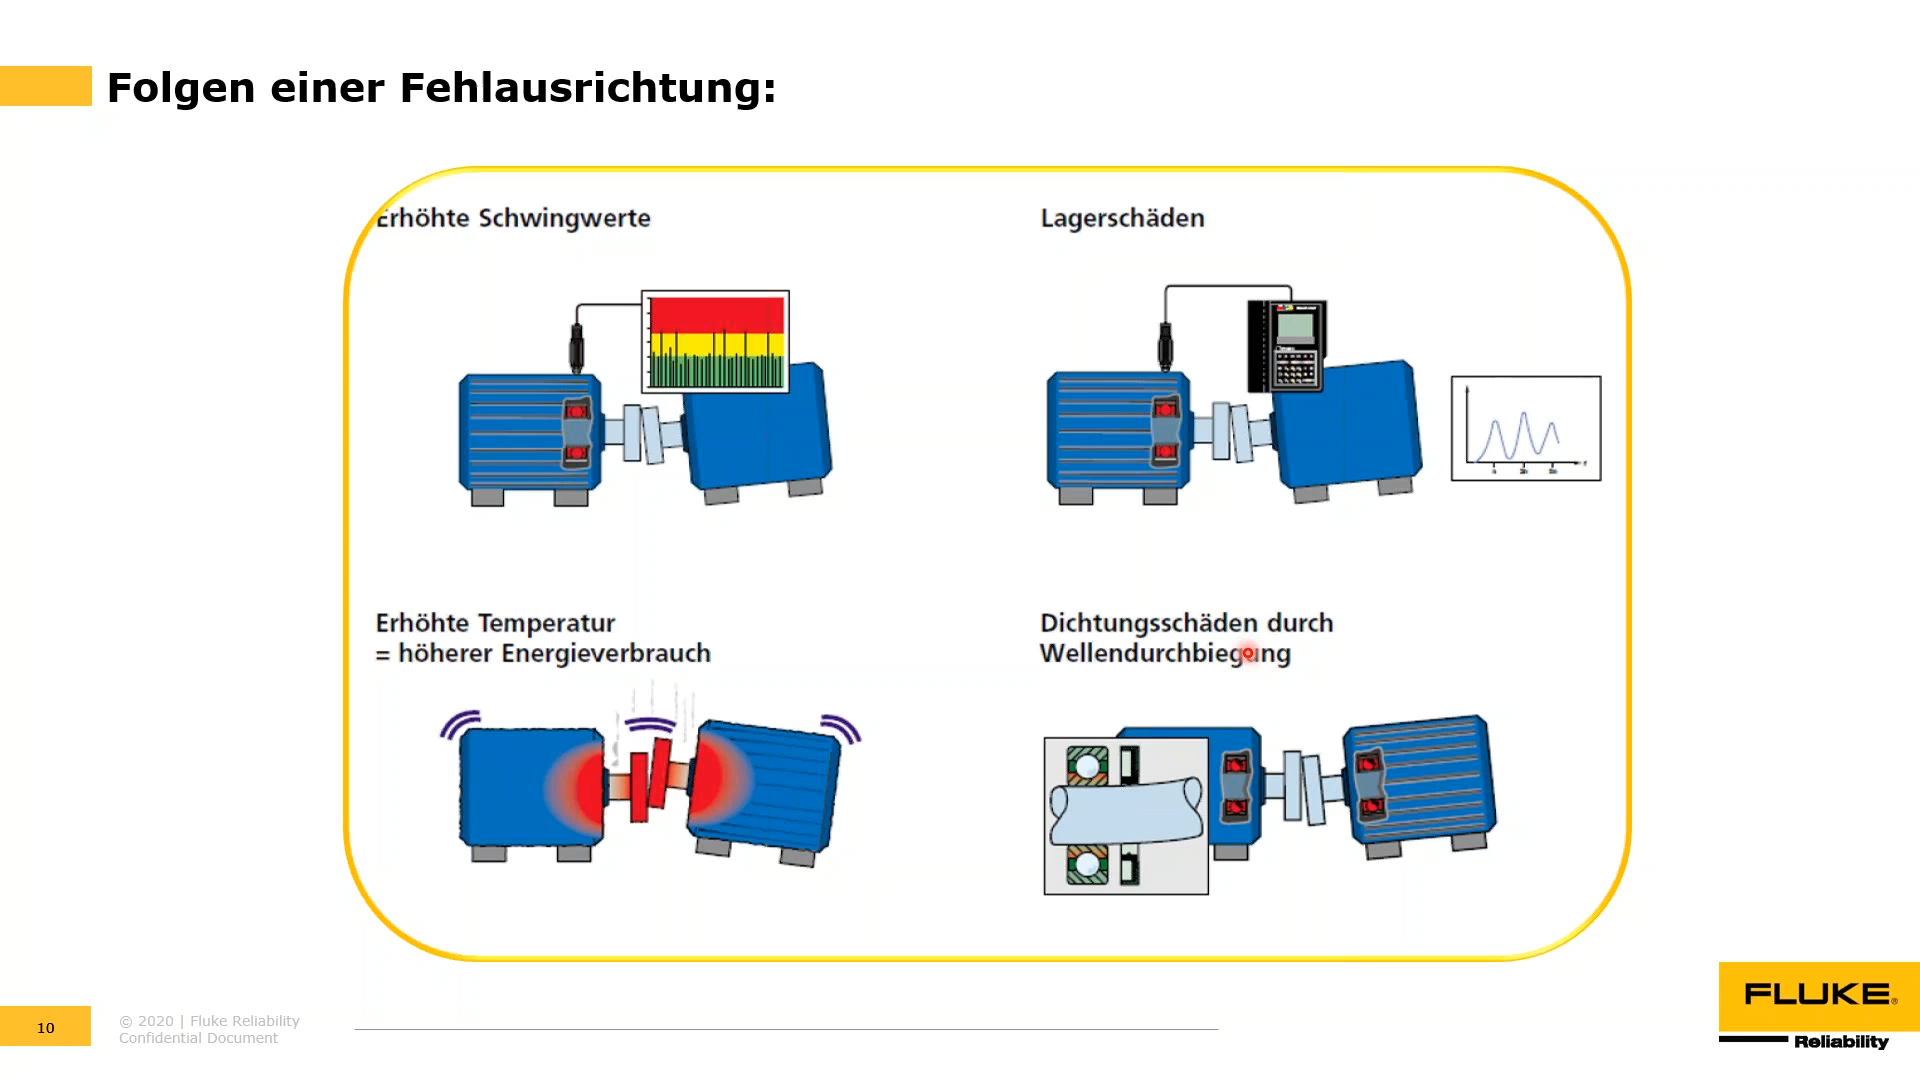 Folgen einer Fehlausrichtung:
Erhöhte Schwingwerte
Lagerschäden
Erhöhte Temperatur
= höherer Energieverbrauch
Dichtungsschäden durch
Wellendurchbiegung
10
© 2020 | Fluke Reliability
Confidential Document
FLUKE®
Reliability